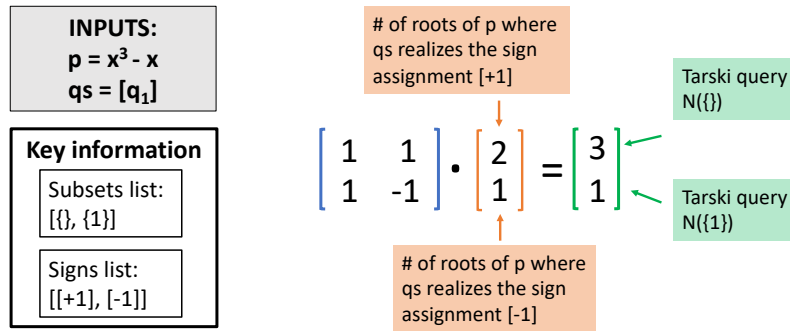 INPUTS:
p = x³ - x
qs = [q₁]
Key information
Subsets list:
[{}, {1}]
Signs list:
[[+1], [-1]]
# of roots of p where
qs realizes the sign
assignment [+1]
1 1
1 -1
·
2
1
=
3
1
# of roots of p where
qs realizes the sign
assignment [-1]
Tarski query
N({})
Tarski query
N({1})